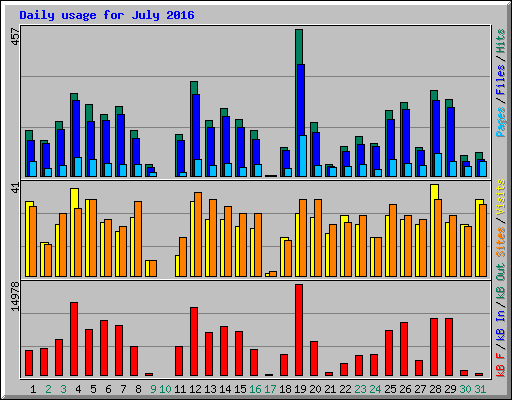 Daily usage for July 2016
457
Pages / Files / Hits
41
Sites / Visits
14978
kB F / kB In / kB Out
1 2 3 4 5 6 7 8 9 10 11 12 13 14 15 16 17 18 19 20 21 22 23 24 25 26 27 28 29 30 31